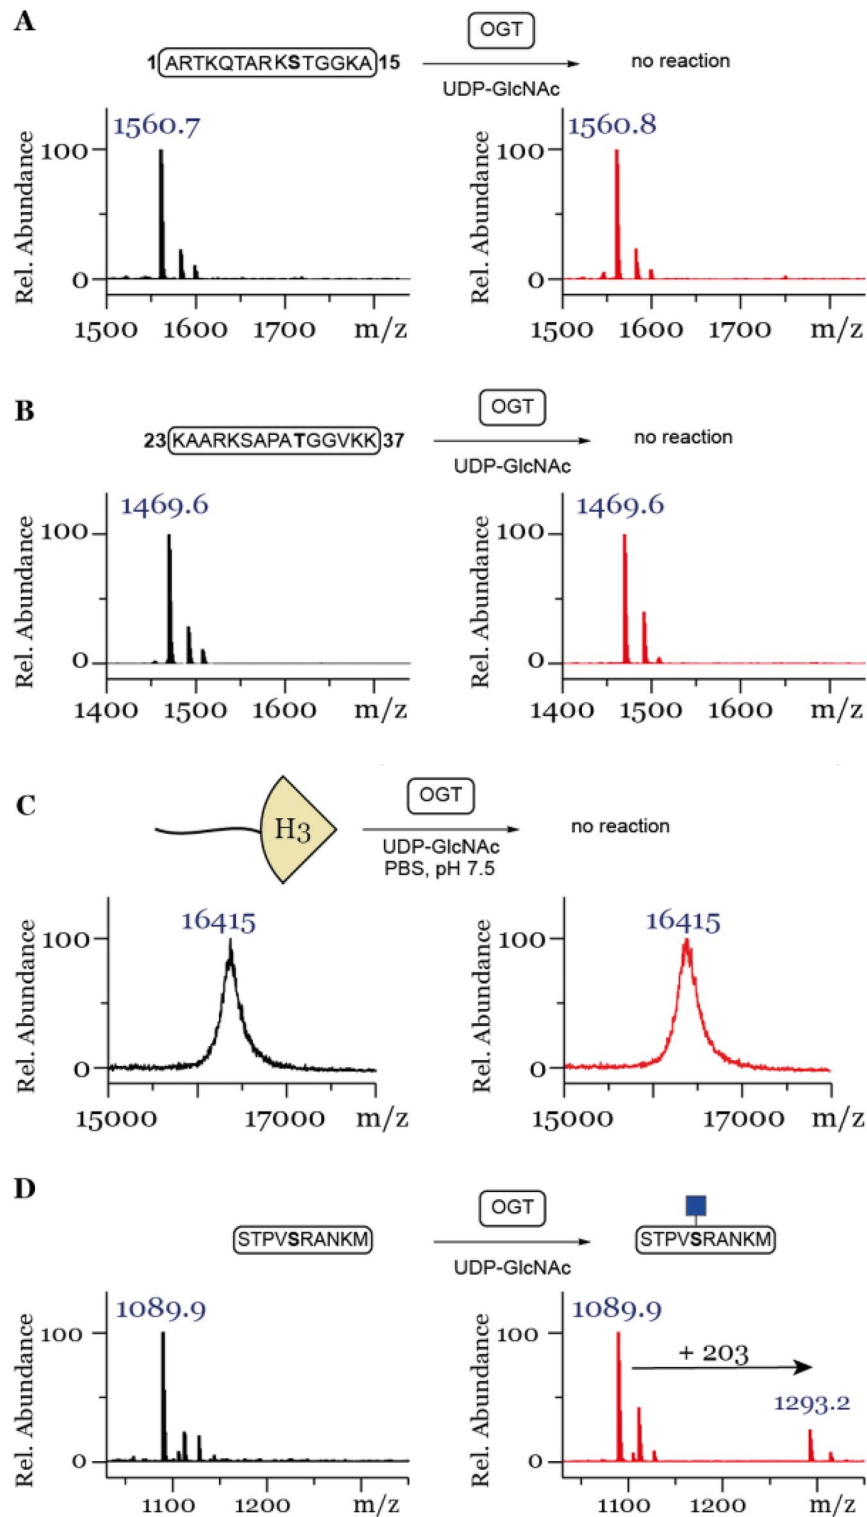 A
1 ARTKQTARKSTGGKA 15
OGT
UDP-GlcNAc
no reaction
1560.7
1560.8
Rel. Abundance
100
0
1500 1600 1700 m/z
Rel. Abundance
100
0
1500 1600 1700 m/z
B
23 KAARKSAPATGGVKK 37
OGT
UDP-GlcNAc
no reaction
1469.6
1469.6
Rel. Abundance
100
0
1400 1500 1600 m/z
Rel. Abundance
100
0
1400 1500 1600 m/z
C
H3
OGT
UDP-GlcNAc
PBS, pH 7.5
no reaction
16415
16415
Rel. Abundance
100
0
15000 17000 m/z
Rel. Abundance
100
0
15000 17000 m/z
D
STPVSRANKM
OGT
UDP-GlcNAc
STPVSRANKM
1089.9
1089.9
+ 203
1293.2
Rel. Abundance
100
0
1100 1200 m/z
Rel. Abundance
100
0
1100 1200 m/z